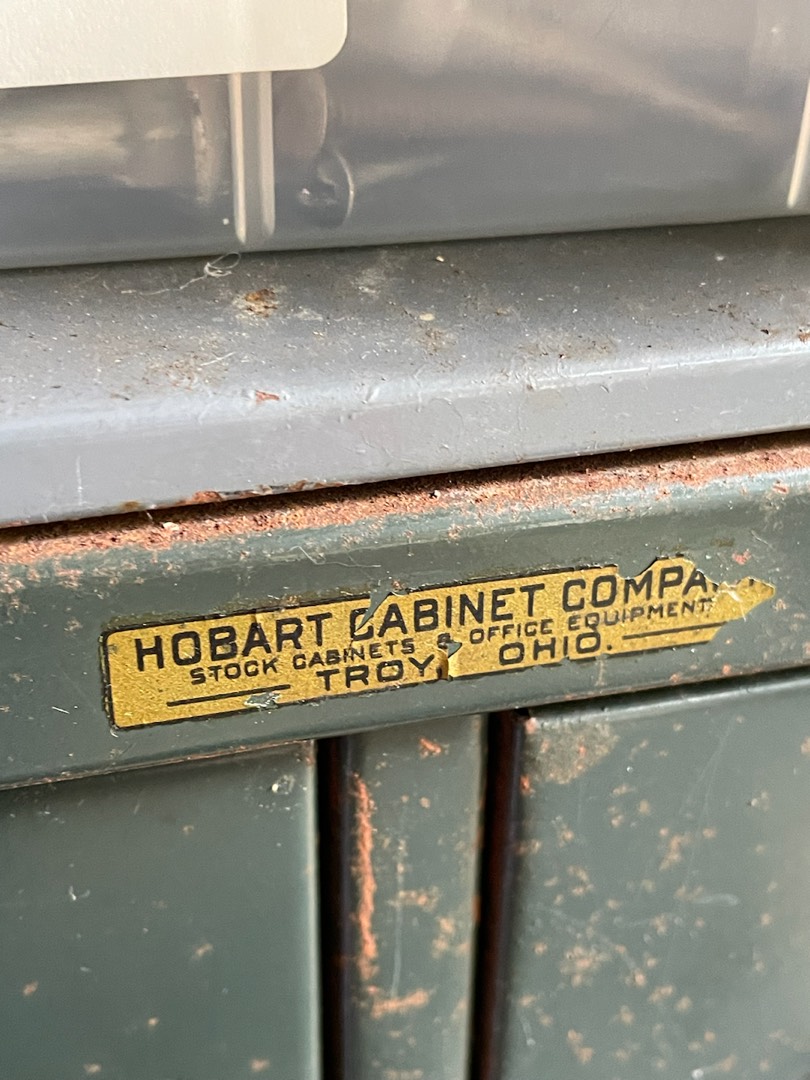 HOBART CABINET COMPA
STOCK CABINETS & OFFICE EQUIPMENT
TROY, OHIO.